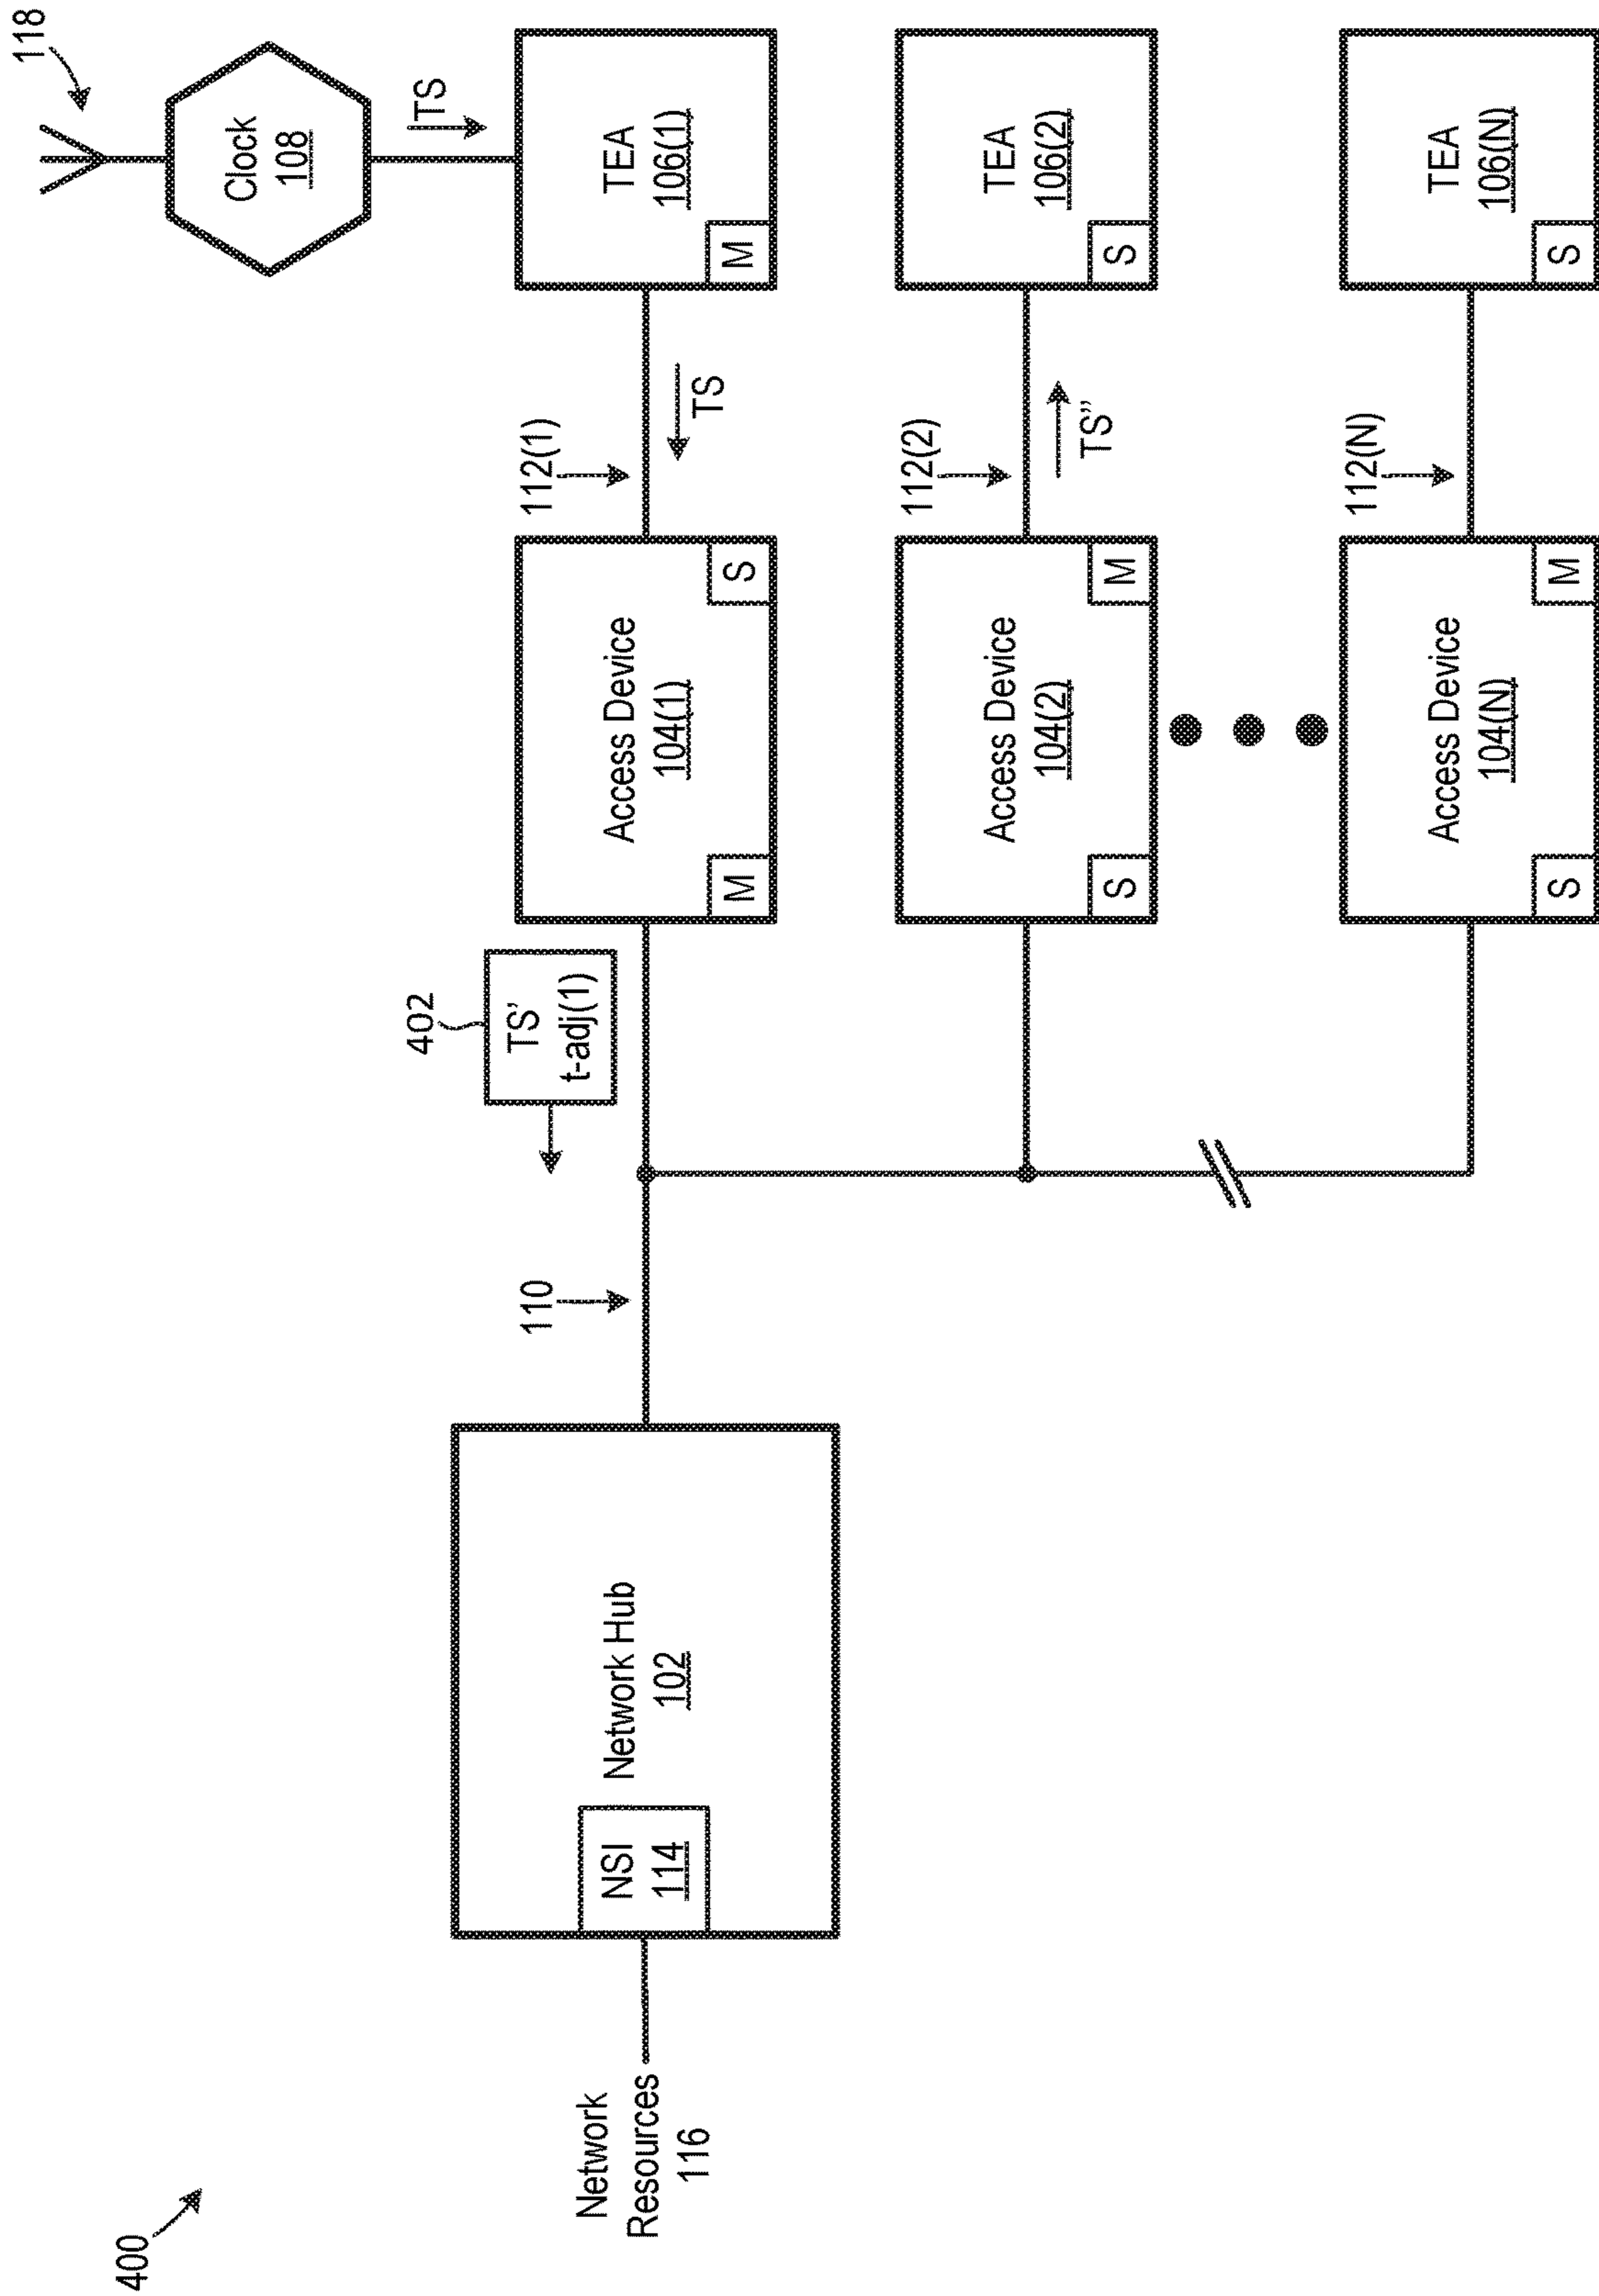 400
Network
Resources
116
NSI
114
Network Hub
102
110
402
TS'
t-adj(1)
Access Device
104(1)
M
S
112(1)
TS
TEA
106(1)
M
TS
Clock
108
118
Access Device
104(2)
S
M
112(2)
TS"
TEA
106(2)
S
Access Device
104(N)
S
M
112(N)
TEA
106(N)
S